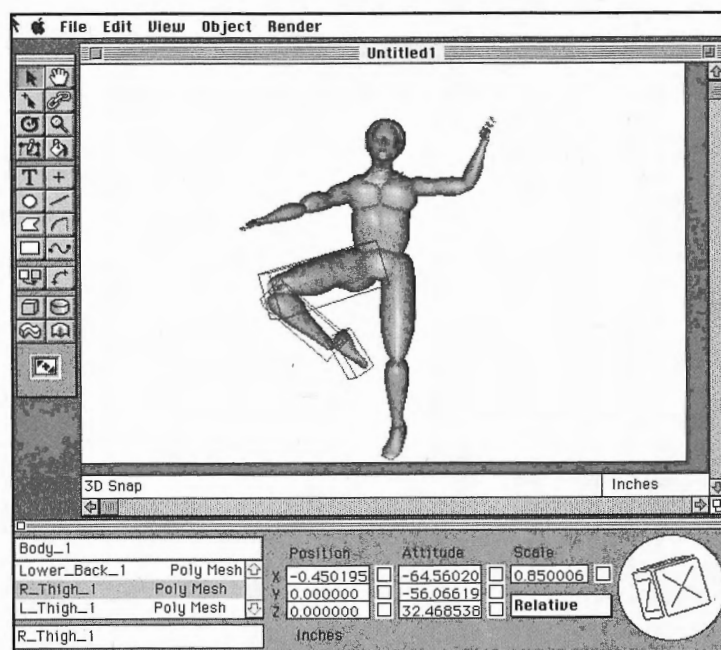 File Edit View Object Render
Untitled1
T
3D Snap Inches
Body_1
Lower_Back_1 Poly Mesh
R_Thigh_1 Poly Mesh
L_Thigh_1 Poly Mesh
R_Thigh_1
Position Attitude Scale
X -0.450195 -64.56020 0.850006
Y 0.000000 -56.06619
Z 0.000000 32.468538
Relative
Inches